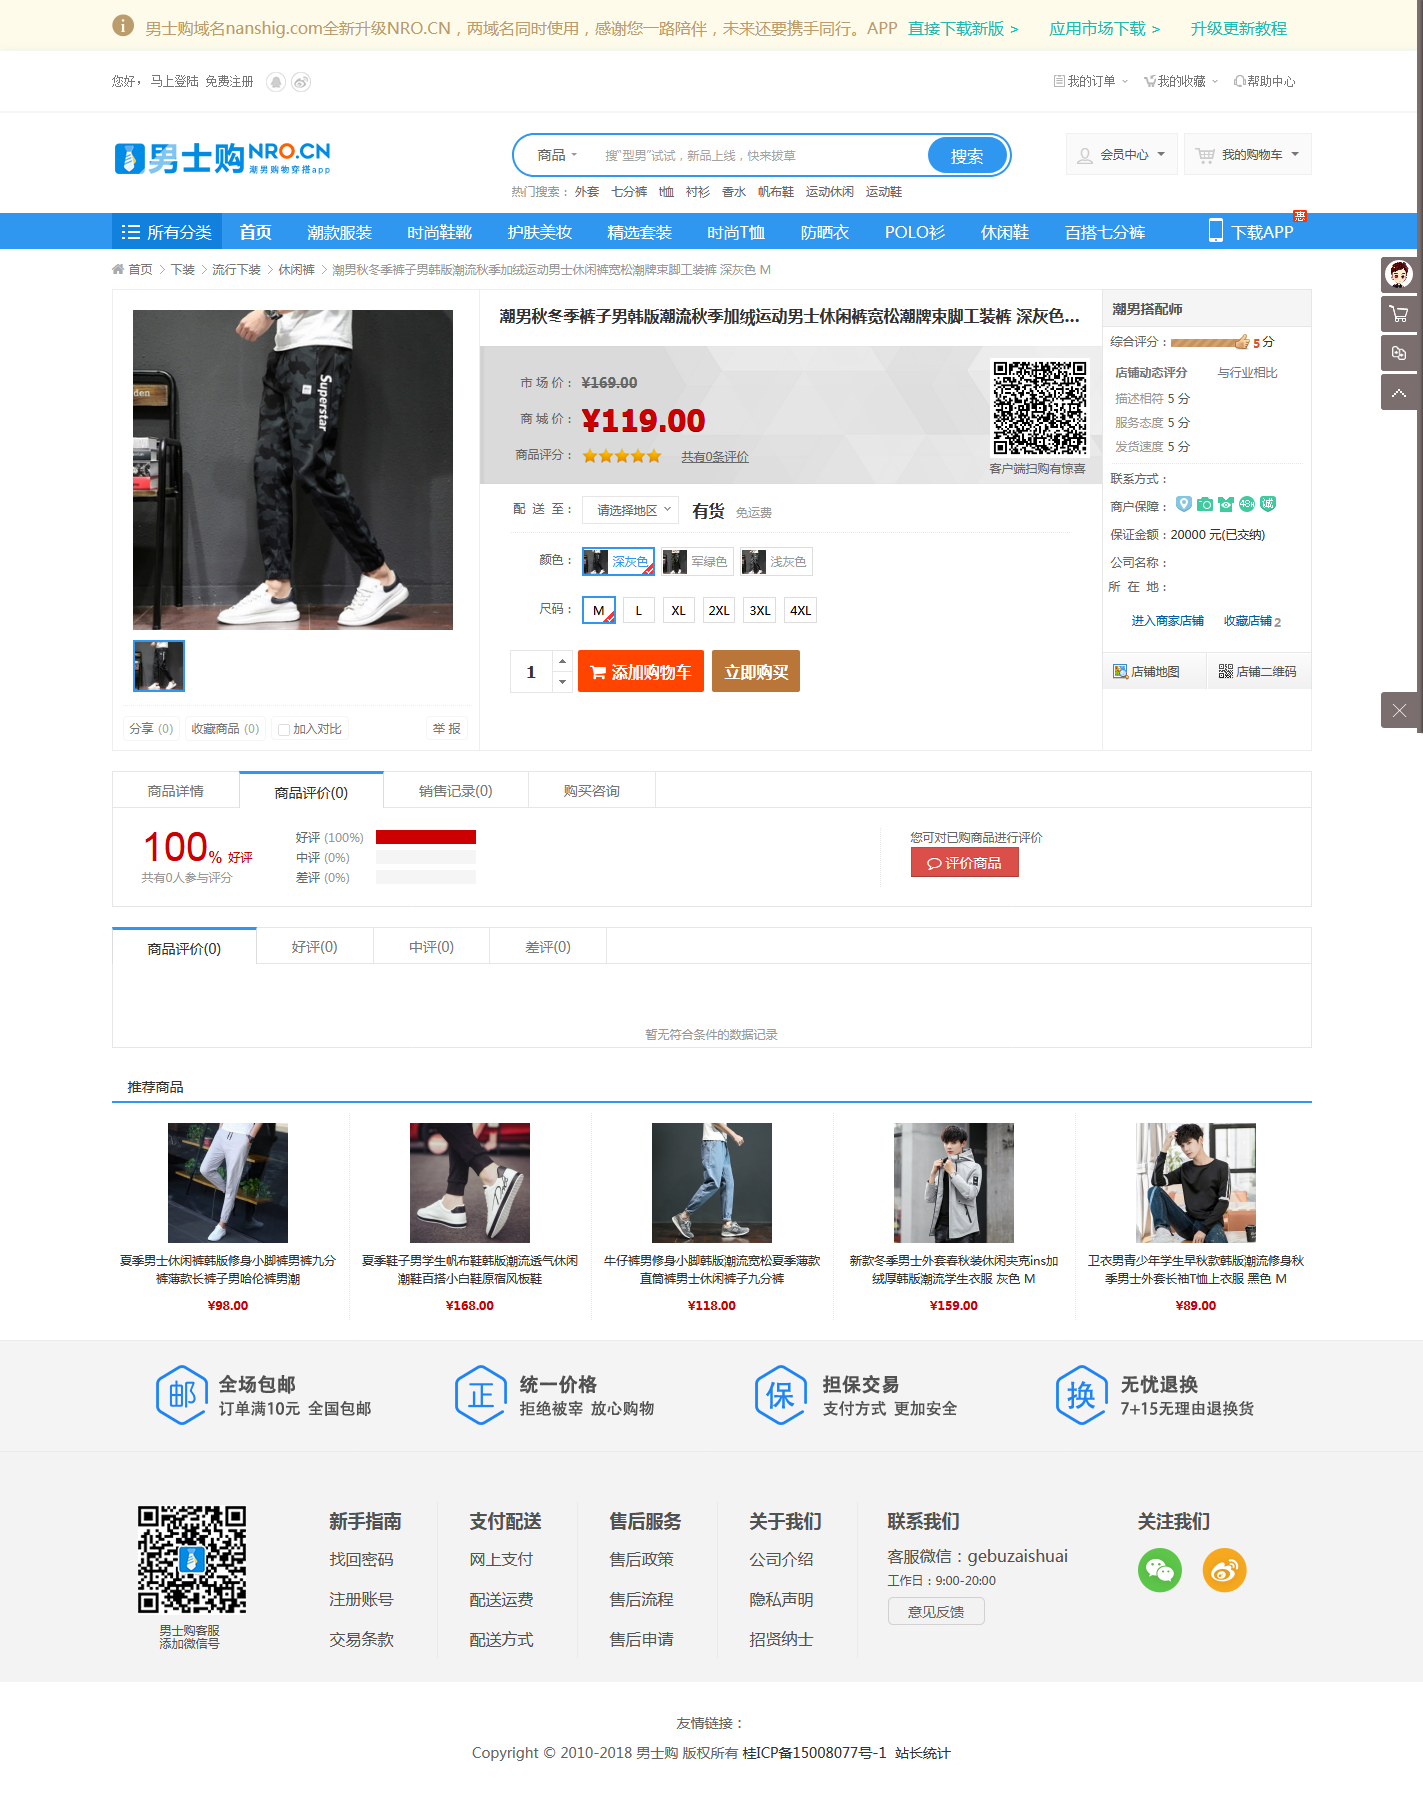 男士购域名nanshig.com全新升级NRO.CN，两域名同时使用，感谢您一路陪伴，未来还要携手同行。APP 直接下载新版 > 应用市场下载 > 升级更新教程
您好， 马上登陆 免费注册 我的订单 我的收藏 帮助中心
男士购 NRO.CN 潮男购物穿搭app
商品 搜“型男”试试，新品上线，快来拔草 搜索
会员中心 我的购物车
热门搜索： 外套 七分裤 t恤 衬衫 香水 帆布鞋 运动休闲 运动鞋
所有分类 首页 潮款服装 时尚鞋靴 护肤美妆 精选套装 时尚T恤 防晒衣 POLO衫 休闲鞋 百搭七分裤 下载APP 惠
首页 > 下装 > 流行下装 > 休闲裤 > 潮男秋冬季裤子男韩版潮流秋季加绒运动男士休闲裤宽松潮牌束脚工装裤 深灰色 M
潮男秋冬季裤子男韩版潮流秋季加绒运动男士休闲裤宽松潮牌束脚工装裤 深灰色...
Superstar
市 场 价： ¥169.00
商 城 价： ¥119.00
商品评分： 共有0条评价
客户端扫购有惊喜
配 送 至： 请选择地区 有货 免运费
颜色： 深灰色 军绿色 浅灰色
尺码： M L XL 2XL 3XL 4XL
1 添加购物车 立即购买
分享 (0) 收藏商品 (0) 加入对比 举 报
潮男搭配师
综合评分： 5 分
店铺动态评分 与行业相比
描述相符 5 分
服务态度 5 分
发货速度 5 分
联系方式：
商户保障： 48H 诚
保证金额：20000 元(已交纳)
公司名称：
所 在 地：
进入商家店铺 收藏店铺 2
店铺地图 店铺二维码
商品详情 商品评价(0) 销售记录(0) 购买咨询
100% 好评
共有0人参与评分
好评 (100%)
中评 (0%)
差评 (0%)
您可对已购商品进行评价
评价商品
商品评价(0) 好评(0) 中评(0) 差评(0)
暂无符合条件的数据记录
推荐商品
夏季男士休闲裤韩版修身小脚裤男裤九分
裤薄款长裤子男哈伦裤男潮
¥98.00
夏季鞋子男学生帆布鞋韩版潮流透气休闲
潮鞋百搭小白鞋原宿风板鞋
¥168.00
牛仔裤男修身小脚韩版潮流宽松夏季薄款
直筒裤男士休闲裤子九分裤
¥118.00
新款冬季男士外套春秋装休闲夹克ins加
绒厚韩版潮流学生衣服 灰色 M
¥159.00
卫衣男青少年学生早秋款韩版潮流修身秋
季男士外套长袖T恤上衣服 黑色 M
¥89.00
邮 全场包邮
订单满10元 全国包邮
正 统一价格
拒绝被宰 放心购物
保 担保交易
支付方式 更加安全
换 无忧退换
7+15无理由退换货
男士购客服
添加微信号
新手指南
找回密码
注册账号
交易条款
支付配送
网上支付
配送运费
配送方式
售后服务
售后政策
售后流程
售后申请
关于我们
公司介绍
隐私声明
招贤纳士
联系我们
客服微信：gebuzaishuai
工作日：9:00-20:00
意见反馈
关注我们
友情链接：
Copyright © 2010-2018 男士购 版权所有 桂ICP备15008077号-1 站长统计